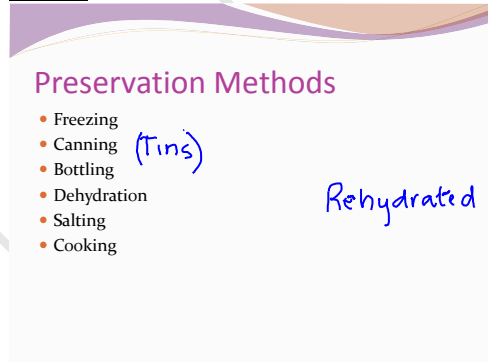 Preservation Methods
• Freezing
• Canning (Tins)
• Bottling
• Dehydration
Rehydrated
• Salting
• Cooking